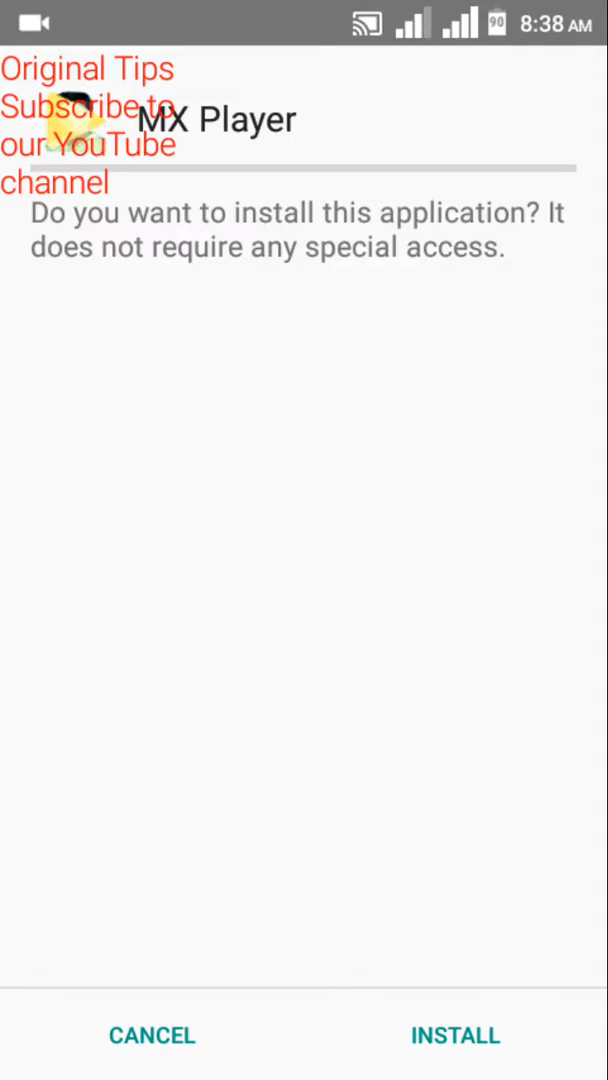 90 8:38 AM
Original Tips
Subscribe to
our YouTube
channel
MX Player
Do you want to install this application? It
does not require any special access.
CANCEL INSTALL